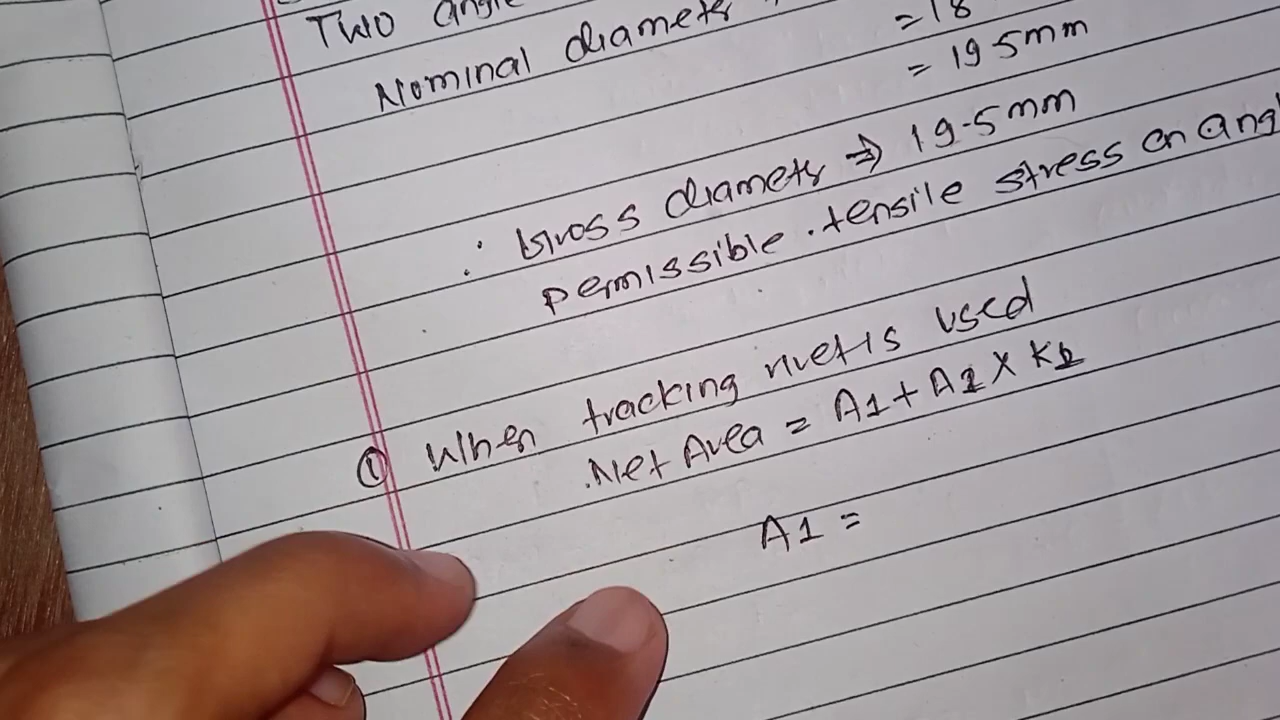 Two angle
Nominal diameter
= 18
= 19 5mm
∴ Gross diameter ⇒ 19.5mm
permissible .tensile stress on angl
① When tracking rivet is used
.Net Area = A1 + A2 x K2
A1 =